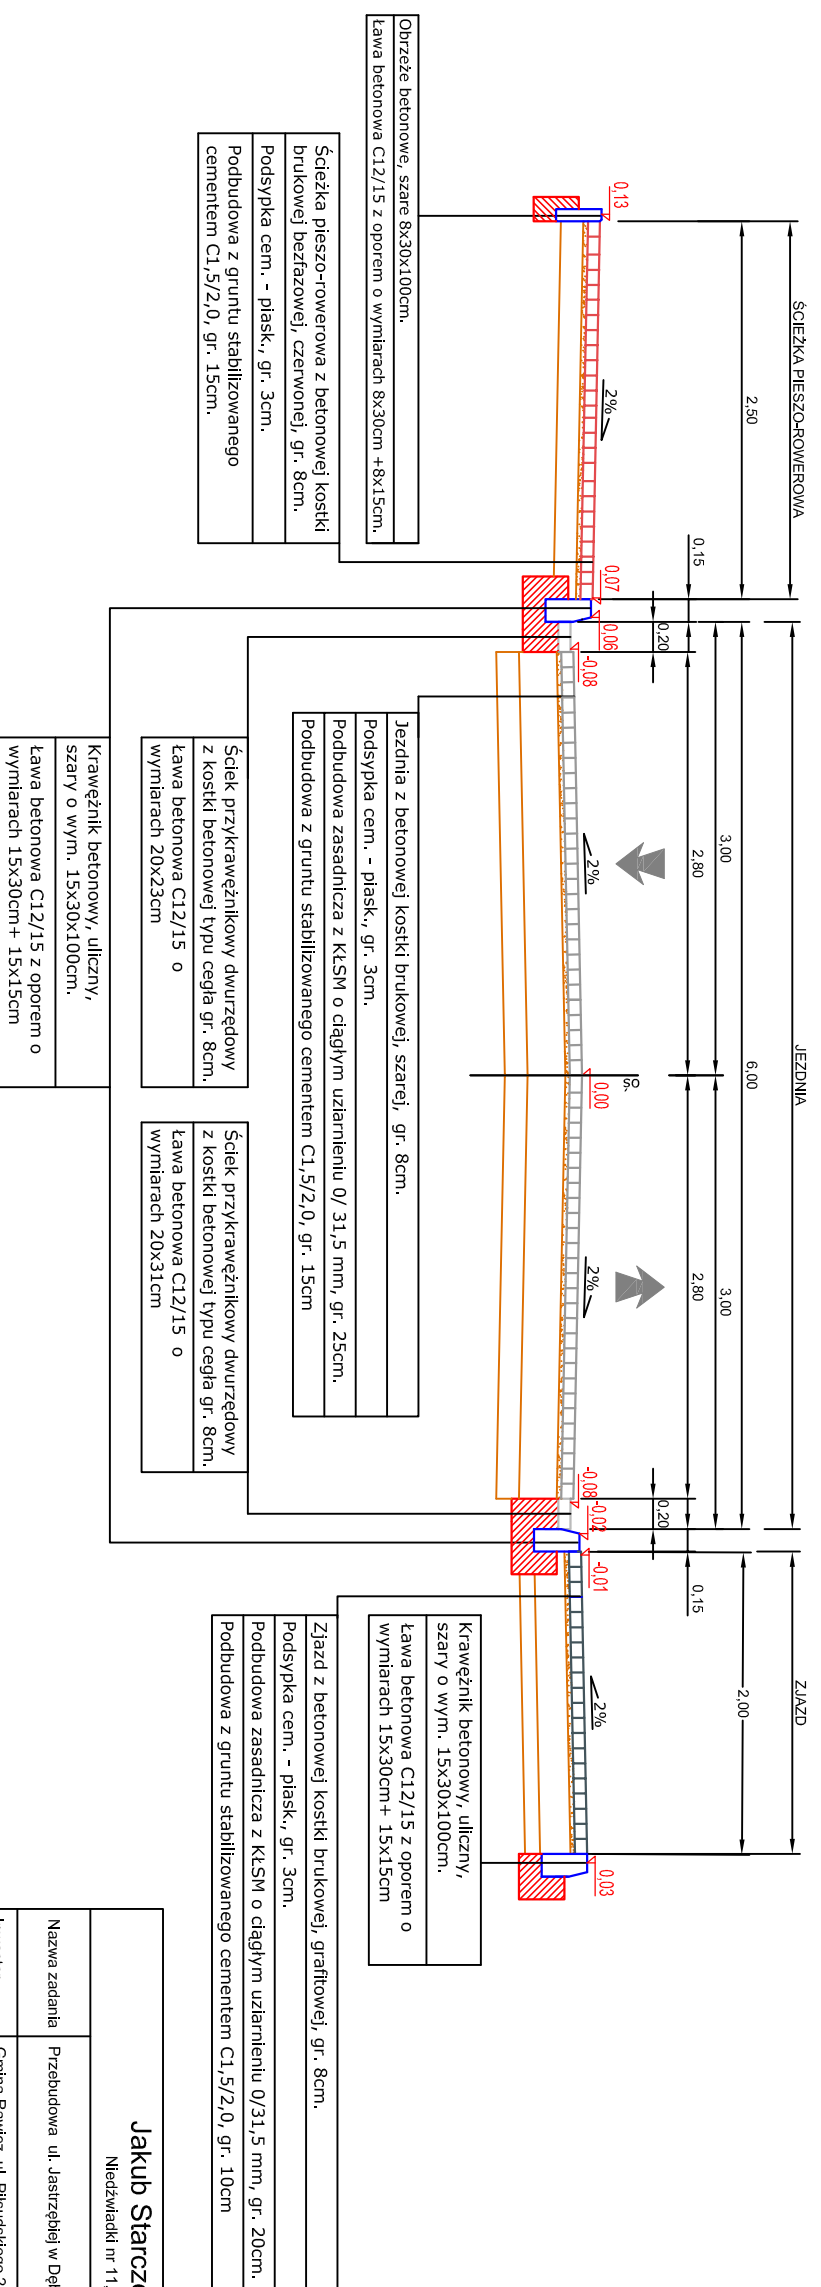 ŚCIEŻKA PIESZO-ROWEROWA
JEZDNIA
ZJAZD
2,50
6,00
2,00
3,00
3,00
0,15
0,20
2,80
2,80
0,20
0,15
0,13
2%
0,07
0,06
-0,08
2%
oś
0,00
2%
-0,08
-0,02
-0,01
2%
0,03
Obrzeże betonowe, szare 8x30x100cm.
Ława betonowa C12/15 z oporem o wymiarach 8x30cm +8x15cm.
Ścieżka pieszo-rowerowa z betonowej kostki
brukowej bezfazowej, czerwonej, gr. 8cm.
Podsypka cem. - piask., gr. 3cm.
Podbudowa z gruntu stabilizowanego
cementem C1,5/2,0, gr. 15cm.
Jezdnia z betonowej kostki brukowej, szarej, gr. 8cm.
Podsypka cem. - piask., gr. 3cm.
Podbudowa zasadnicza z KŁSM o ciągłym uziarnieniu 0/ 31,5 mm, gr. 25cm.
Podbudowa z gruntu stabilizowanego cementem C1,5/2,0, gr. 15cm
Ściek przykrawężnikowy dwurzędowy
z kostki betonowej typu cegła gr. 8cm.
Ława betonowa C12/15 o
wymiarach 20x23cm
Ściek przykrawężnikowy dwurzędowy
z kostki betonowej typu cegła gr. 8cm.
Ława betonowa C12/15 o
wymiarach 20x31cm
Krawężnik betonowy, uliczny,
szary o wym. 15x30x100cm.
Ława betonowa C12/15 z oporem o
wymiarach 15x30cm+ 15x15cm
Krawężnik betonowy, uliczny,
szary o wym. 15x30x100cm.
Ława betonowa C12/15 z oporem o
wymiarach 15x30cm+ 15x15cm
Zjazd z betonowej kostki brukowej, grafitowej, gr. 8cm.
Podsypka cem. - piask., gr. 3cm.
Podbudowa zasadnicza z KŁSM o ciągłym uziarnieniu 0/31,5 mm, gr. 20cm.
Podbudowa z gruntu stabilizowanego cementem C1,5/2,0, gr. 10cm
Jakub
Niedźwiadki nr 11,
Nazwa zadania
Przebudowa ul. Jastrzębiej w